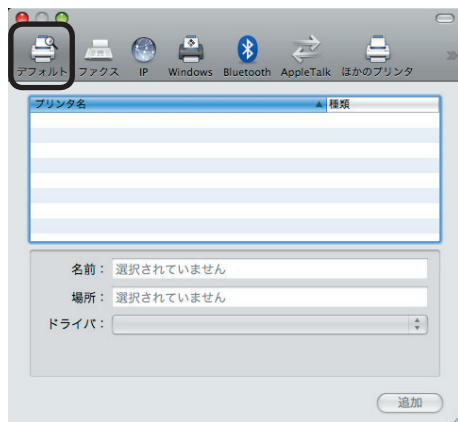 デフォルト ファクス IP Windows Bluetooth AppleTalk ほかのプリンタ
プリンタ名 種類
名前： 選択されていません
場所： 選択されていません
ドライバ：
追加